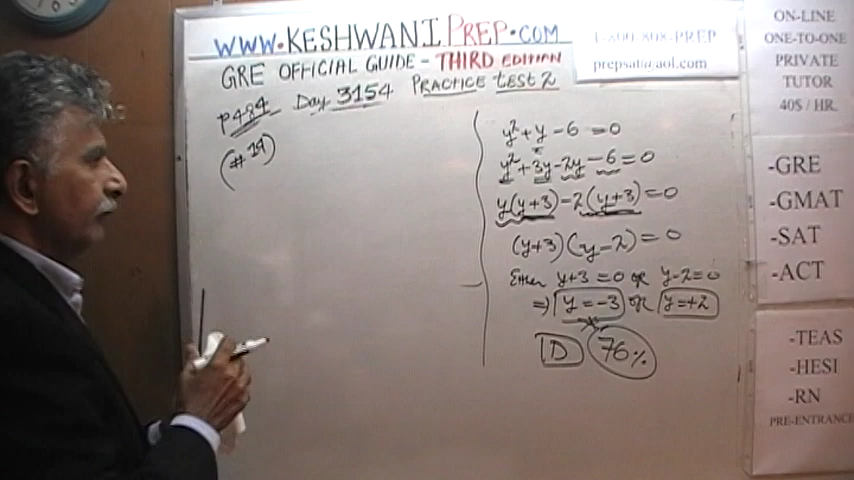 WWW.KESHWANIPREP.COM
GRE OFFICIAL GUIDE - THIRD EDITION
P484 Day 3154 PRACTICE test 2
(#19)
y²+y-6=0
y²+3y-2y-6=0
y(y+3)-2(y+3)=0
(y+3)(y-2)=0
Either y+3=0 or y-2=0
⇒ y=-3 or y=+2
D 76%
1-800-808-PREP
prepsat@aol.com
ON-LINE
ONE-TO-ONE
PRIVATE
TUTOR
40$ / HR.
-GRE
-GMAT
-SAT
-ACT
-TEAS
-HESI
-RN
PRE-ENTRANCE